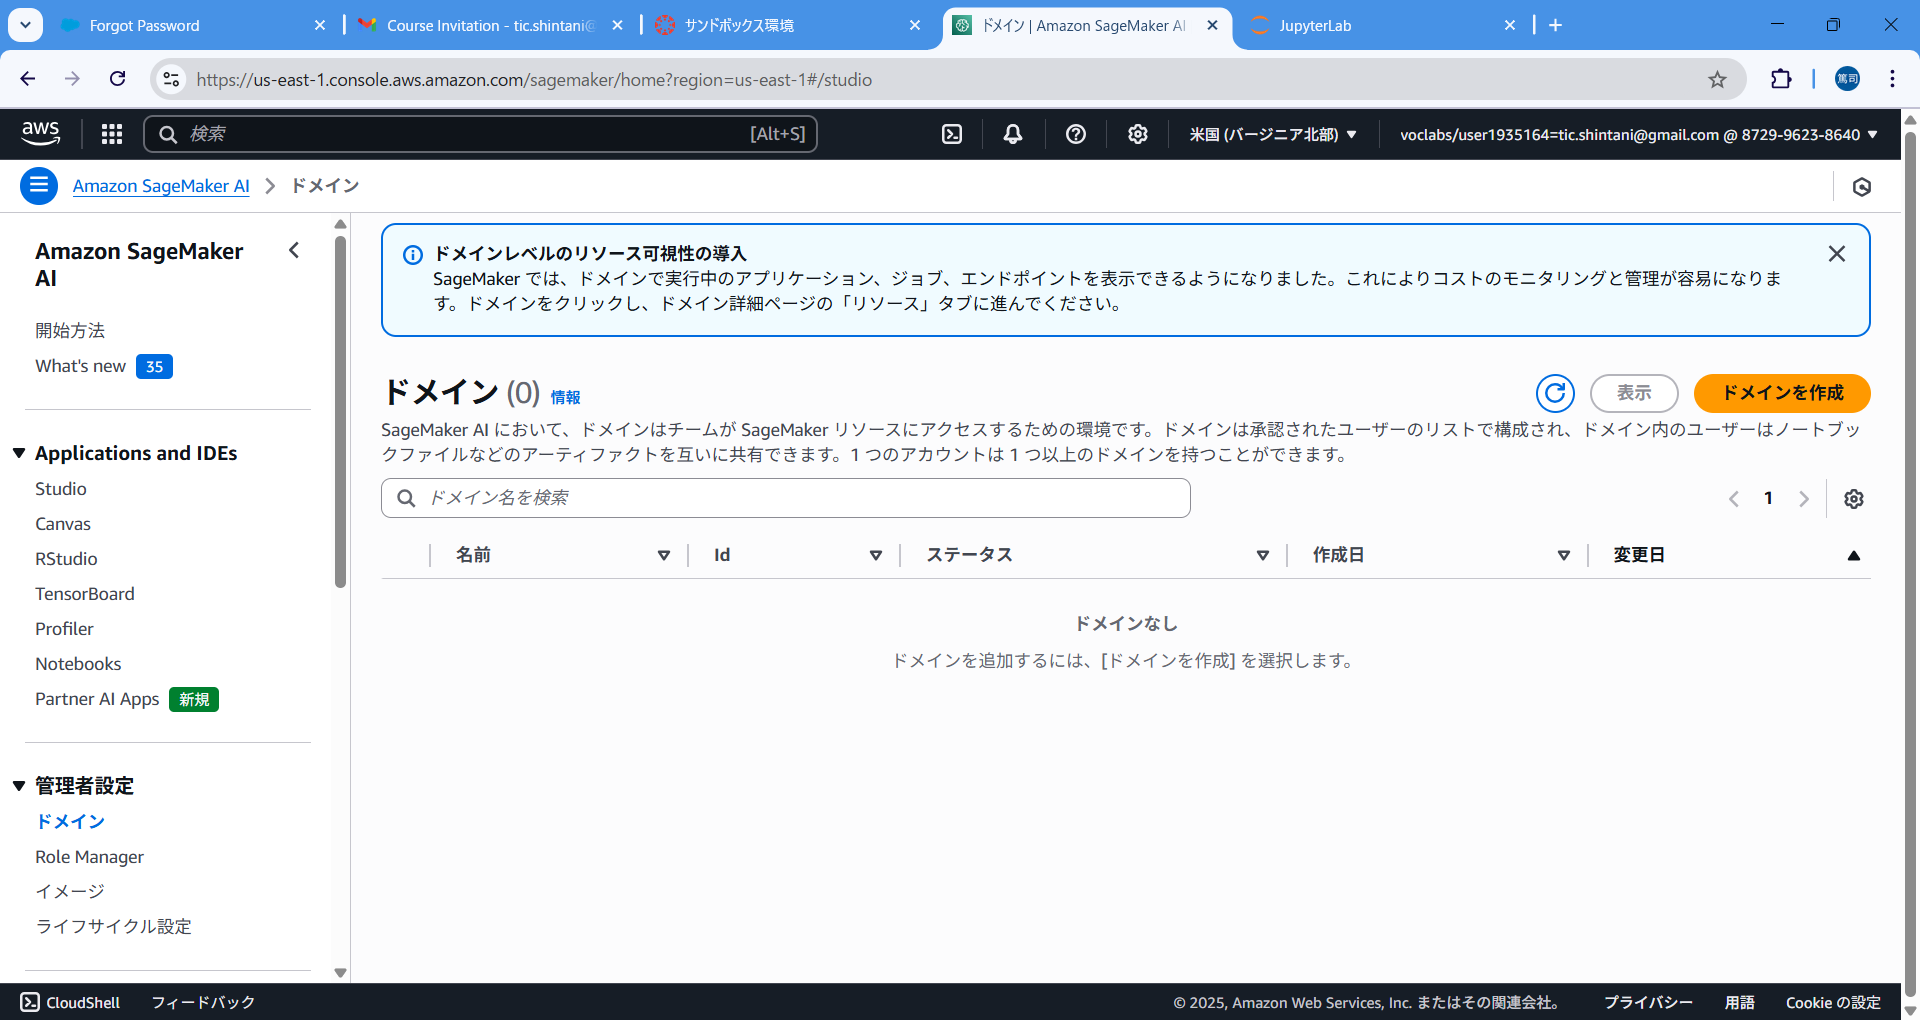 Forgot Password
Course Invitation - tic.shintani@
サンドボックス環境
ドメイン | Amazon SageMaker AI
JupyterLab
https://us-east-1.console.aws.amazon.com/sagemaker/home?region=us-east-1#/studio
篤司
aws
検索
[Alt+S]
米国 (バージニア北部)
voclabs/user1935164=tic.shintani@gmail.com @ 8729-9623-8640
Amazon SageMaker AI
ドメイン
Amazon SageMaker
AI
開始方法
What's new 35
Applications and IDEs
Studio
Canvas
RStudio
TensorBoard
Profiler
Notebooks
Partner AI Apps 新規
管理者設定
ドメイン
Role Manager
イメージ
ライフサイクル設定
ドメインレベルのリソース可視性の導入
SageMaker では、ドメインで実行中のアプリケーション、ジョブ、エンドポイントを表示できるようになりました。これによりコストのモニタリングと管理が容易になりま
す。ドメインをクリックし、ドメイン詳細ページの「リソース」タブに進んでください。
ドメイン (0) 情報
表示
ドメインを作成
SageMaker AI において、ドメインはチームが SageMaker リソースにアクセスするための環境です。ドメインは承認されたユーザーのリストで構成され、ドメイン内のユーザーはノートブッ
クファイルなどのアーティファクトを互いに共有できます。1 つのアカウントは 1 つ以上のドメインを持つことができます。
ドメイン名を検索
1
名前
Id
ステータス
作成日
変更日
ドメインなし
ドメインを追加するには、[ドメインを作成] を選択します。
CloudShell
フィードバック
© 2025, Amazon Web Services, Inc. またはその関連会社。
プライバシー
用語
Cookie の設定